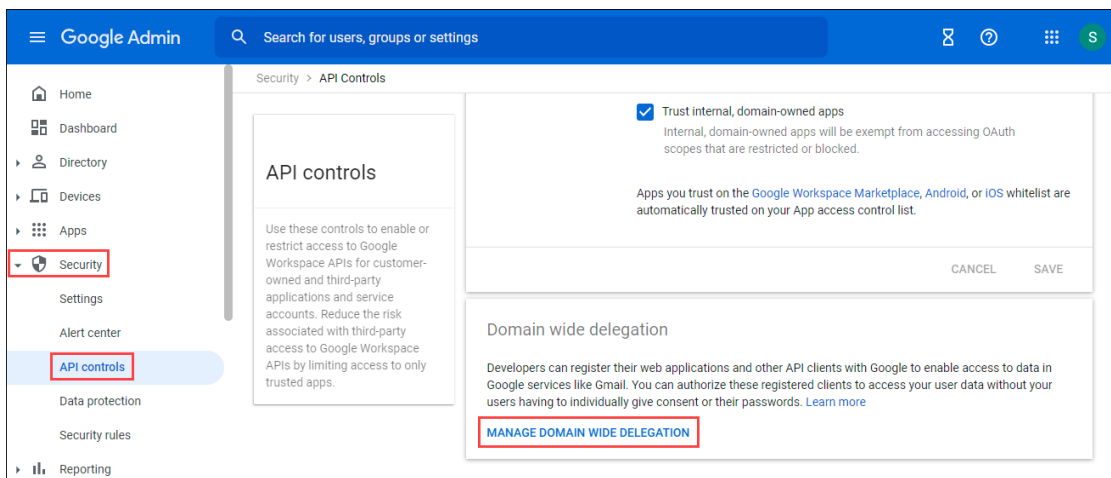 Google Admin
Search for users, groups or settings
S
Home
Dashboard
Directory
Devices
Apps
Security
Settings
Alert center
API controls
Data protection
Security rules
Reporting
Security > API Controls
API controls
Use these controls to enable or
restrict access to Google
Workspace APIs for customer-
owned and third-party
applications and service
accounts. Reduce the risk
associated with third-party
access to Google Workspace
APIs by limiting access to only
trusted apps.
Trust internal, domain-owned apps
Internal, domain-owned apps will be exempt from accessing OAuth
scopes that are restricted or blocked.
Apps you trust on the Google Workspace Marketplace, Android, or iOS whitelist are
automatically trusted on your App access control list.
CANCEL SAVE
Domain wide delegation
Developers can register their web applications and other API clients with Google to enable access to data in
Google services like Gmail. You can authorize these registered clients to access your user data without your
users having to individually give consent or their passwords. Learn more
MANAGE DOMAIN WIDE DELEGATION